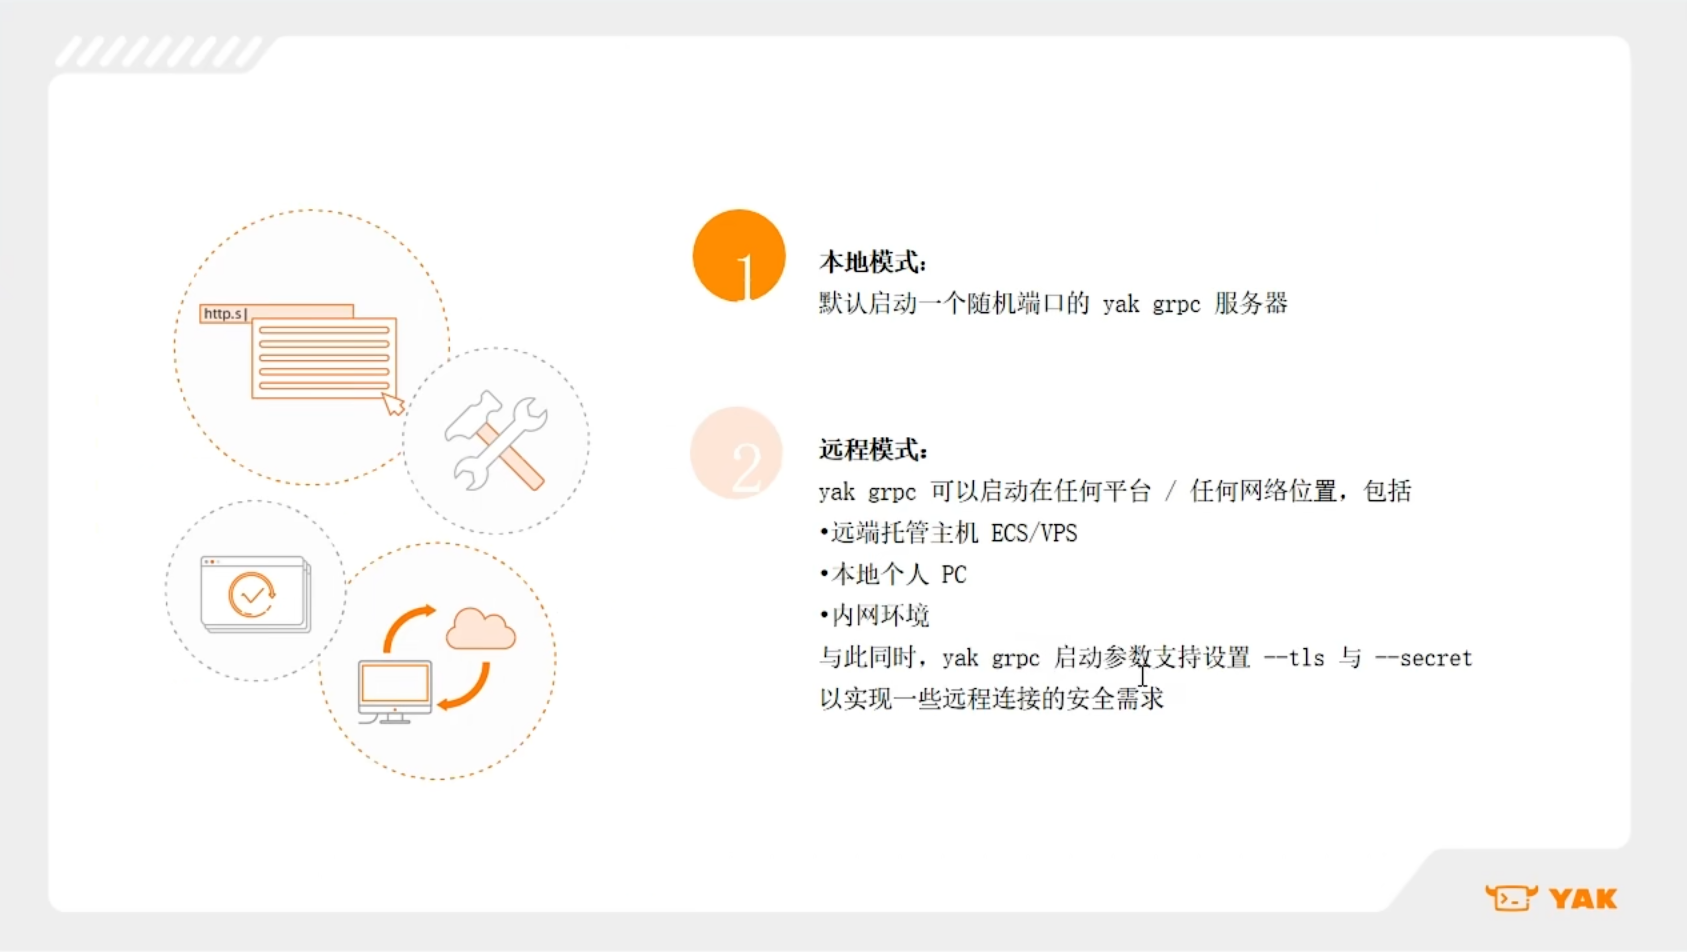 http.s|
1
本地模式:
默认启动一个随机端口的 yak grpc 服务器
2
远程模式:
yak grpc 可以启动在任何平台 / 任何网络位置，包括
•远端托管主机 ECS/VPS
•本地个人 PC
•内网环境
与此同时，yak grpc 启动参数支持设置 --tls 与 --secret
以实现一些远程连接的安全需求
YAK